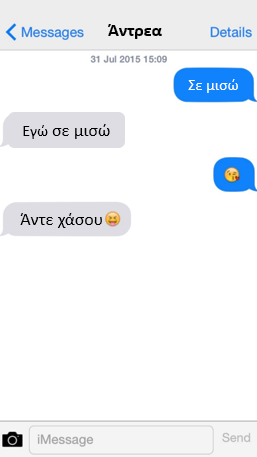 Messages Άντρεα Details
31 Jul 2015 15:09
Σε μισώ
Εγώ σε μισώ
😘
Άντε χάσου😝
iMessage Send